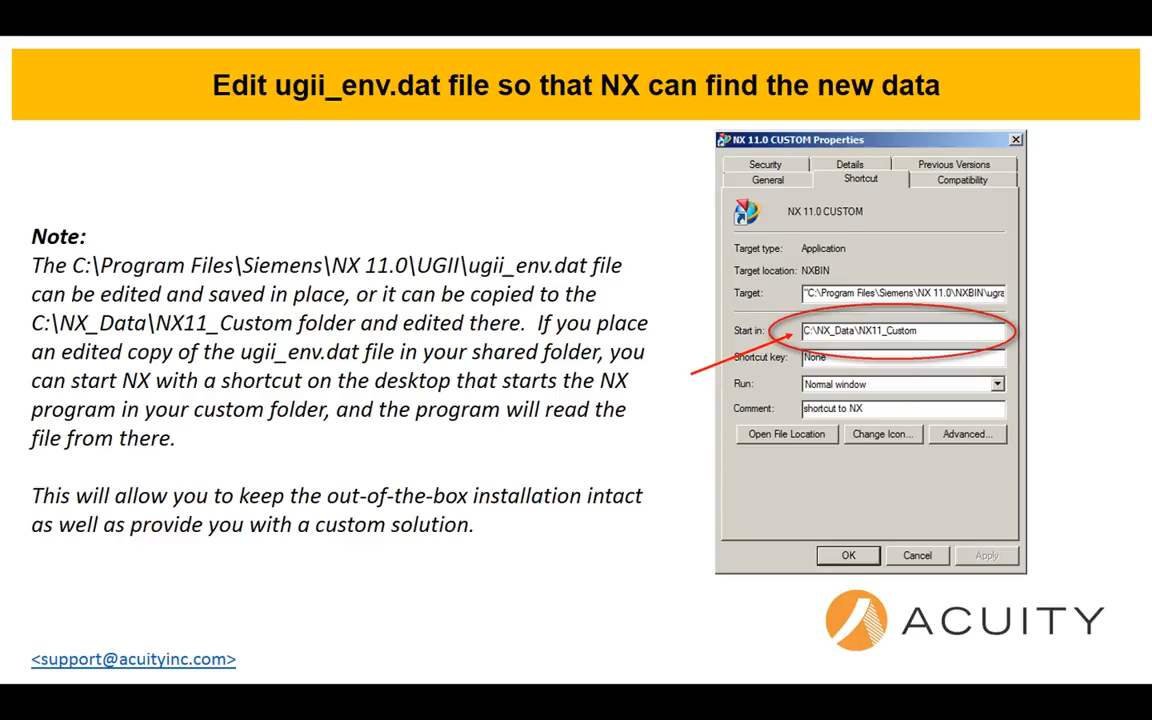 Edit ugii_env.dat file so that NX can find the new data
Note:
The C:\Program Files\Siemens\NX 11.0\UGII\ugii_env.dat file
can be edited and saved in place, or it can be copied to the
C:\NX_Data\NX11_Custom folder and edited there.  If you place
an edited copy of the ugii_env.dat file in your shared folder, you
can start NX with a shortcut on the desktop that starts the NX
program in your custom folder, and the program will read the
file from there.
This will allow you to keep the out-of-the-box installation intact
as well as provide you with a custom solution.
<support@acuityinc.com>
NX 11.0 CUSTOM Properties
Security Details Previous Versions
General Shortcut Compatibility
NX 11.0 CUSTOM
Target type: Application
Target location: NXBIN
Target: "C:\Program Files\Siemens\NX 11.0\NXBIN\ugra
Start in: C:\NX_Data\NX11_Custom
Shortcut key: None
Run: Normal window
Comment: shortcut to NX
Open File Location Change Icon... Advanced...
OK Cancel Apply
ACUITY